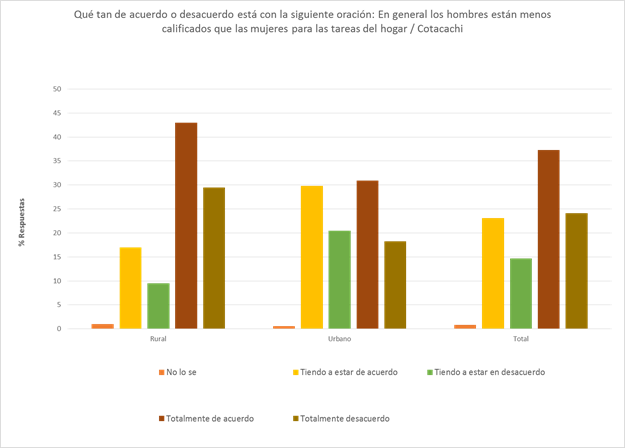 Qué tan de acuerdo o desacuerdo está con la siguiente oración: En general los hombres están menos
calificados que las mujeres para las tareas del hogar / Cotacachi
50
45
40
35
30
25
20
15
10
5
0
% Respuestas
Rural
Urbano
Total
No lo se
Tiendo a estar de acuerdo
Tiendo a estar en desacuerdo
Totalmente de acuerdo
Totalmente desacuerdo